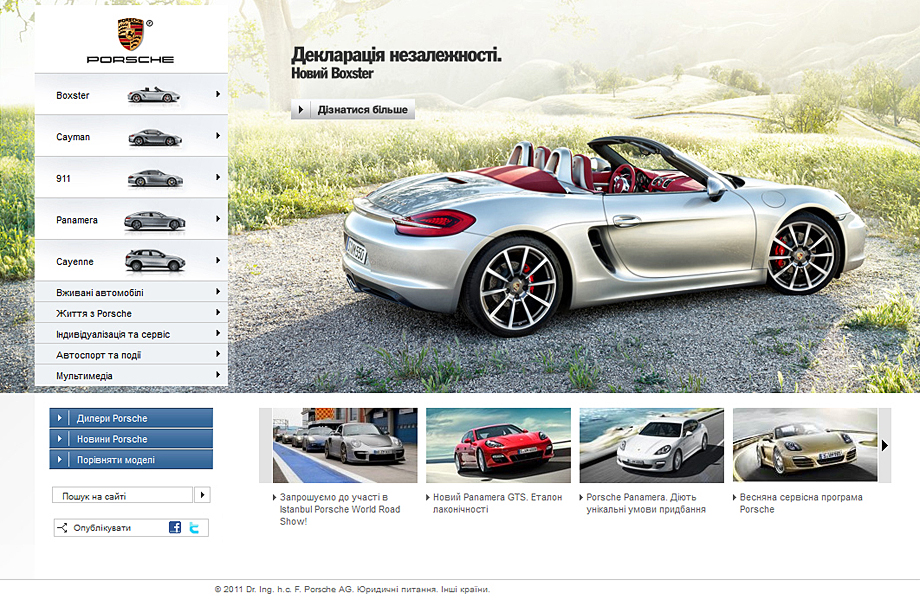 PORSCHE
®
PORSCHE
Декларація незалежності.
Новий Boxster
Дізнатися більше
Boxster
Cayman
911
Panamera
Cayenne
Вживані автомобілі
Життя з Porsche
Індивідуалізація та сервіс
Автоспорт та події
Мультимедіа
Дилери Porsche
Новини Porsche
Порівняти моделі
Пошук на сайті
Опублікувати
Запрошуємо до участі в
Istanbul Porsche World Road
Show!
Новий Panamera GTS. Еталон
лаконічності
Porsche Panamera. Діють
унікальні умови придбання
Весняна сервісна програма
Porsche
© 2011 Dr. Ing. h.c. F. Porsche AG. Юридичні питання. Інші країни.